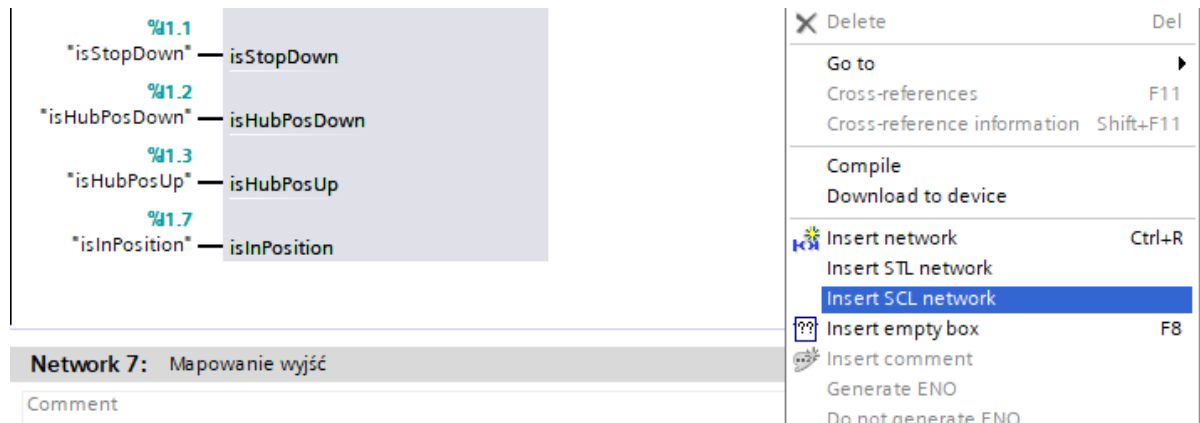 %I1.1
"isStopDown" isStopDown
%I1.2
"isHubPosDown" isHubPosDown
%I1.3
"isHubPosUp" isHubPosUp
%I1.7
"isInPosition" isInPosition
Network 7: Mapowanie wyjść
Comment
Delete Del
Go to
Cross-references F11
Cross-reference information Shift+F11
Compile
Download to device
Insert network Ctrl+R
Insert STL network
Insert SCL network
?? Insert empty box F8
Insert comment
Generate ENO
Do not generate ENO